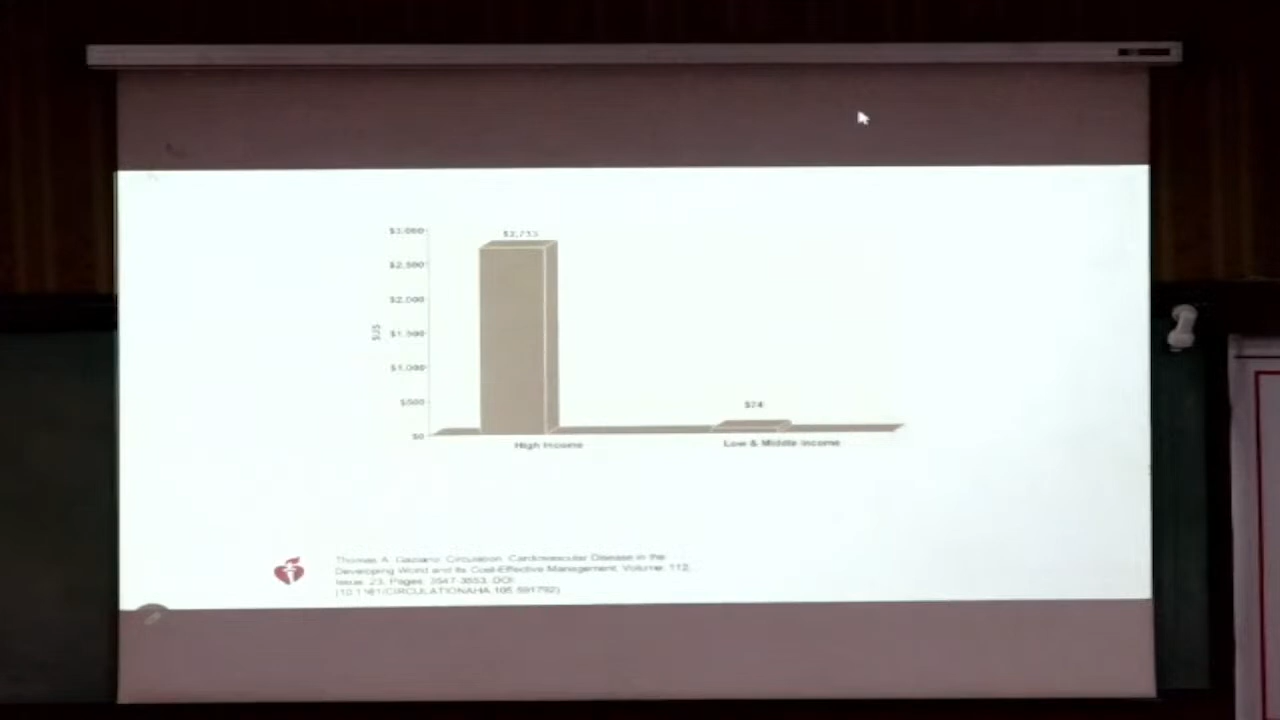 $3,000
$2,733
$2,500
$2,000
$US
$1,500
$1,000
$500
$74
$0
High Income
Low & Middle Income
Thomas A. Gaziano. Circulation. Cardiovascular Disease in the
Developing World and Its Cost-Effective Management, Volume: 112,
Issue: 23, Pages: 3547-3553, DOI:
(10.1161/CIRCULATIONAHA.105.591792)